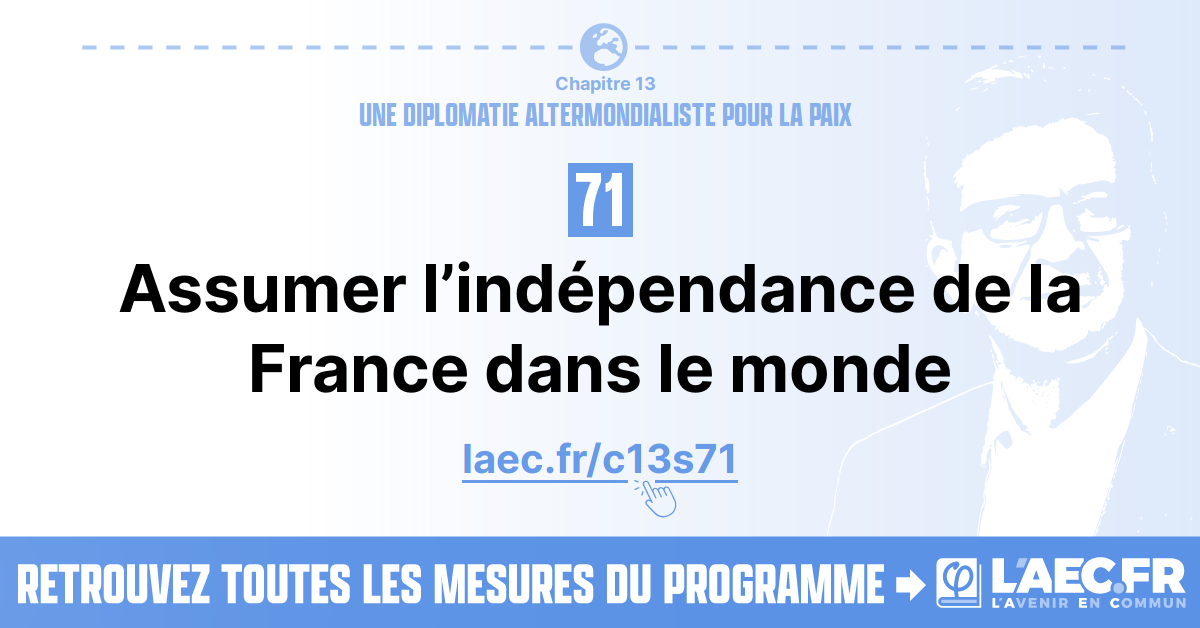 Chapitre 13
UNE DIPLOMATIE ALTERMONDIALISTE POUR LA PAIX
71
Assumer l’indépendance de la
France dans le monde
laec.fr/c13s71
RETROUVEZ TOUTES LES MESURES DU PROGRAMME
φ
L'AEC.FR
L'AVENIR EN COMMUN